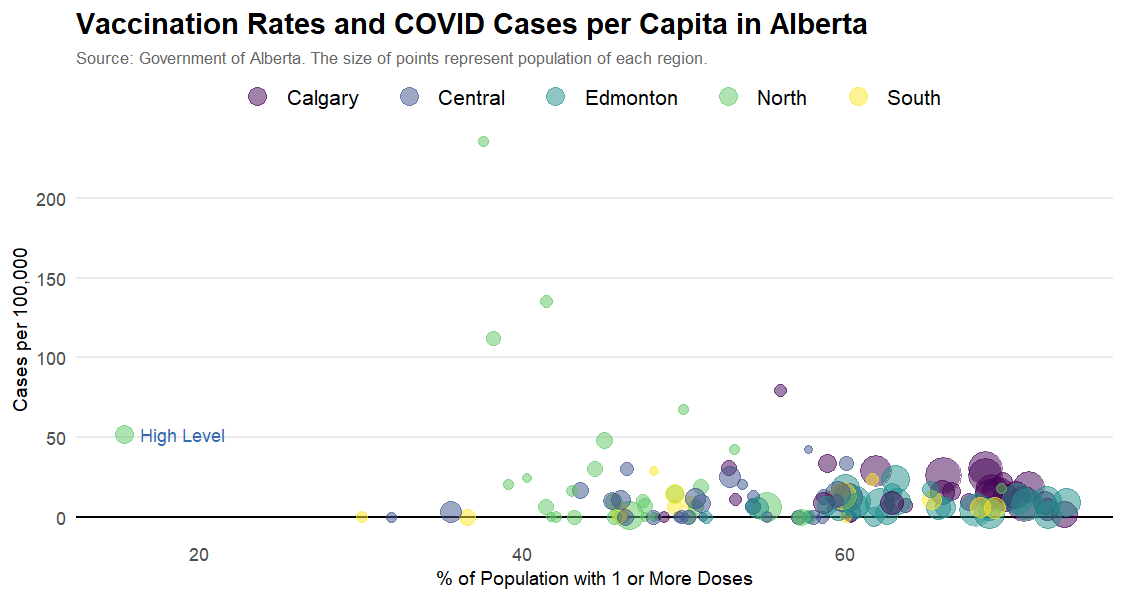 Vaccination Rates and COVID Cases per Capita in Alberta
Source: Government of Alberta. The size of points represent population of each region.
Calgary Central Edmonton North South
200
150
100
50
0
Cases per 100,000
High Level
20 40 60
% of Population with 1 or More Doses